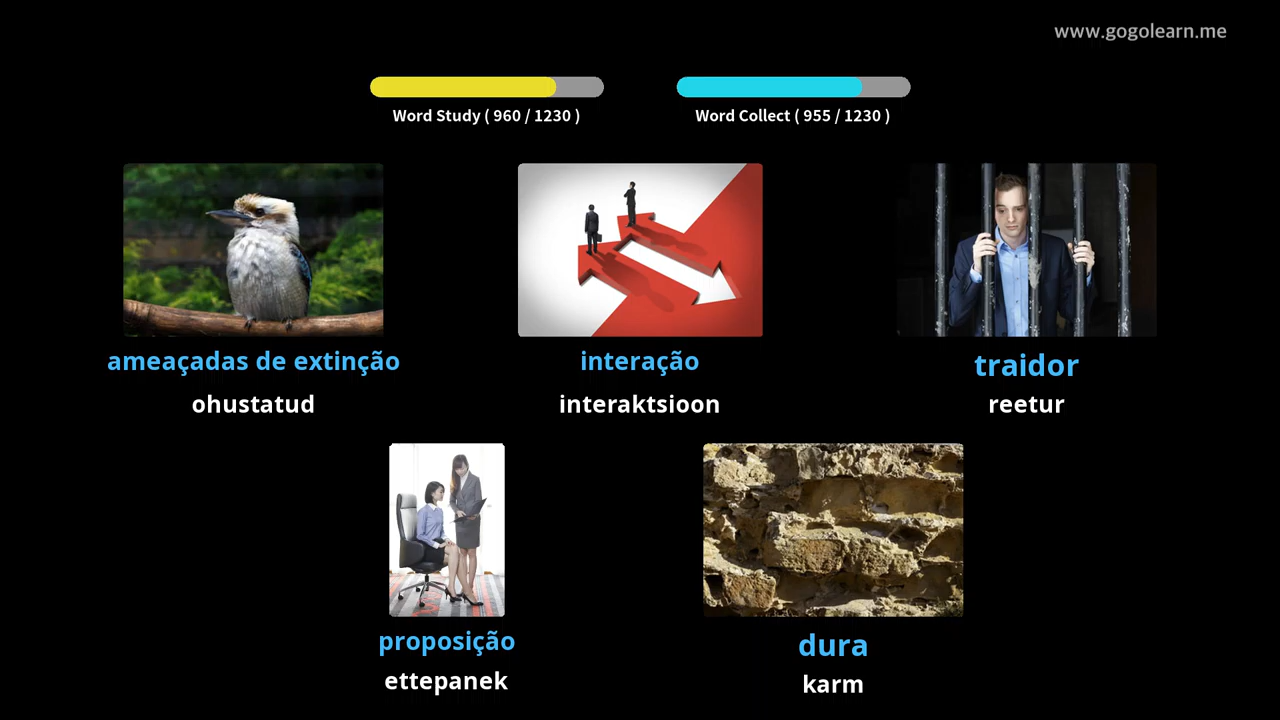 www.gogolearn.me
Word Study ( 960 / 1230 )
Word Collect ( 955 / 1230 )
ameaçadas de extinção
ohustatud
interação
interaktsioon
traidor
reetur
proposição
ettepanek
dura
karm